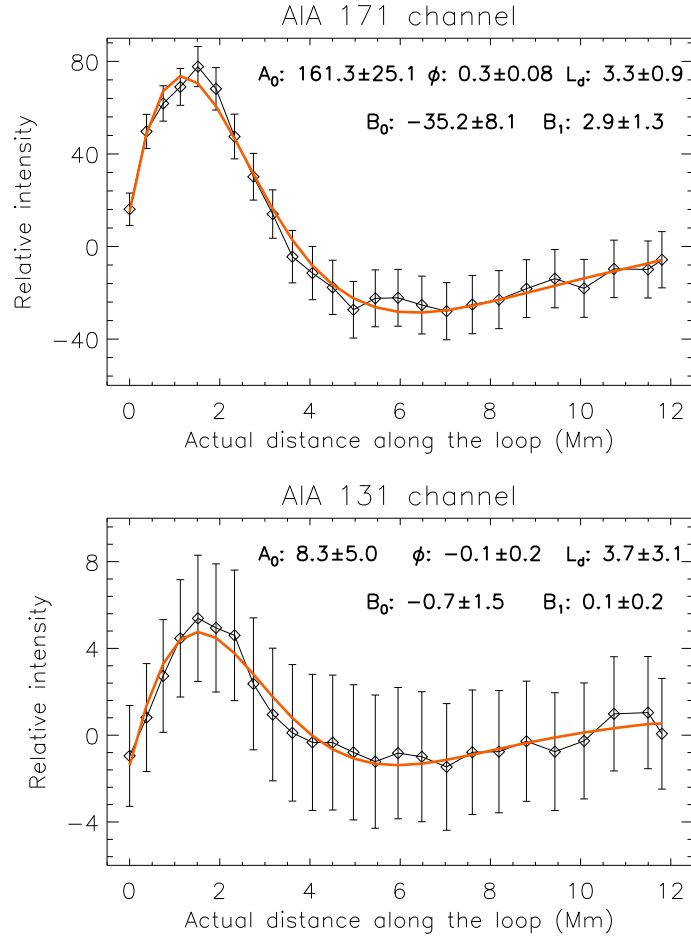 AIA 171 channel
A₀: 161.3±25.1 ϕ: 0.3±0.08 L_d: 3.3±0.9
B₀: −35.2±8.1 B₁: 2.9±1.3
80
40
0
−40
Relative intensity
0 2 4 6 8 10 12
Actual distance along the loop (Mm)
AIA 131 channel
A₀: 8.3±5.0 ϕ: −0.1±0.2 L_d: 3.7±3.1
B₀: −0.7±1.5 B₁: 0.1±0.2
8
4
0
−4
Relative intensity
0 2 4 6 8 10 12
Actual distance along the loop (Mm)